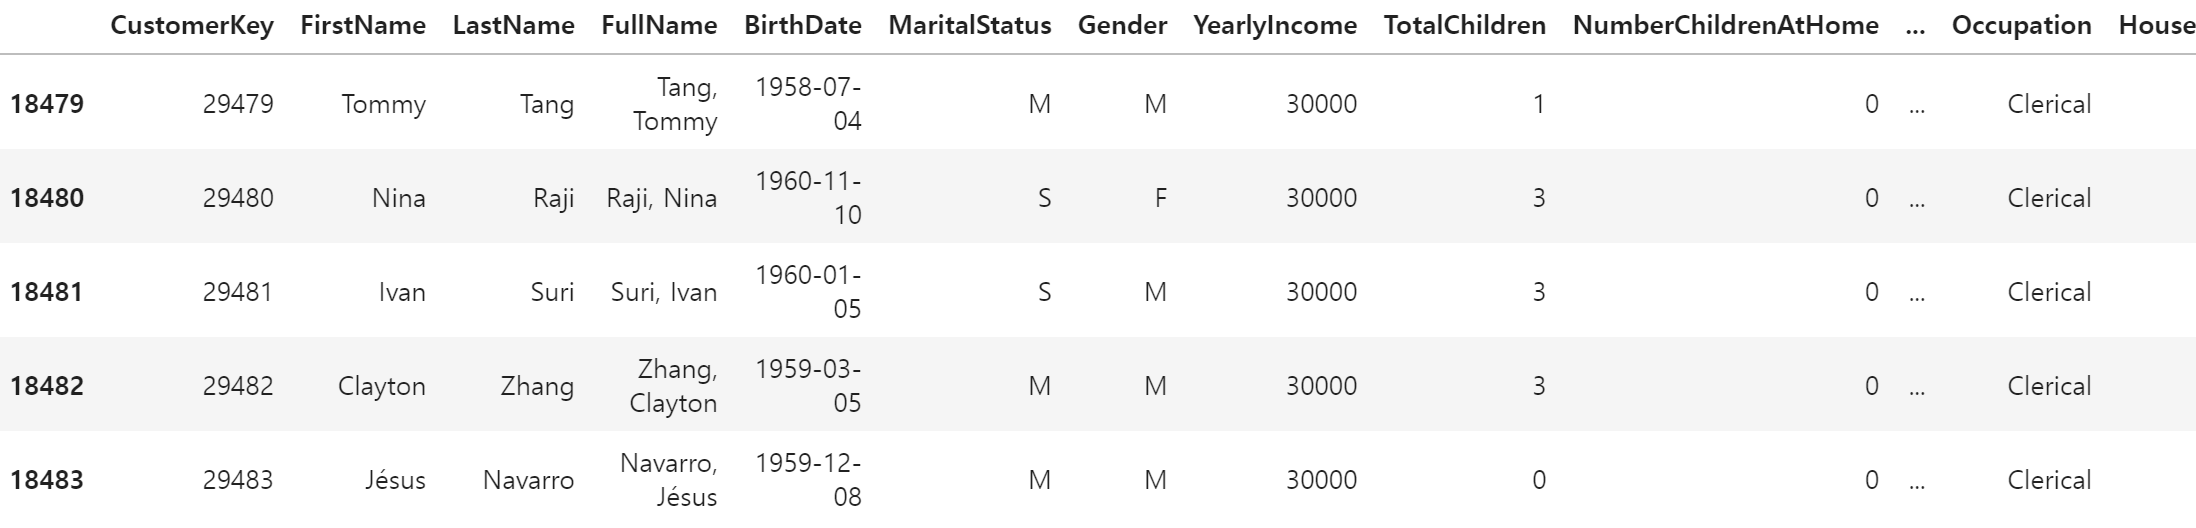 CustomerKey FirstName LastName FullName BirthDate MaritalStatus Gender YearlyIncome TotalChildren NumberChildrenAtHome ... Occupation House
18479 29479 Tommy Tang Tang, Tommy 1958-07-04 M M 30000 1 0 ... Clerical
18480 29480 Nina Raji Raji, Nina 1960-11-10 S F 30000 3 0 ... Clerical
18481 29481 Ivan Suri Suri, Ivan 1960-01-05 S M 30000 3 0 ... Clerical
18482 29482 Clayton Zhang Zhang, Clayton 1959-03-05 M M 30000 3 0 ... Clerical
18483 29483 Jésus Navarro Navarro, Jésus 1959-12-08 M M 30000 0 0 ... Clerical